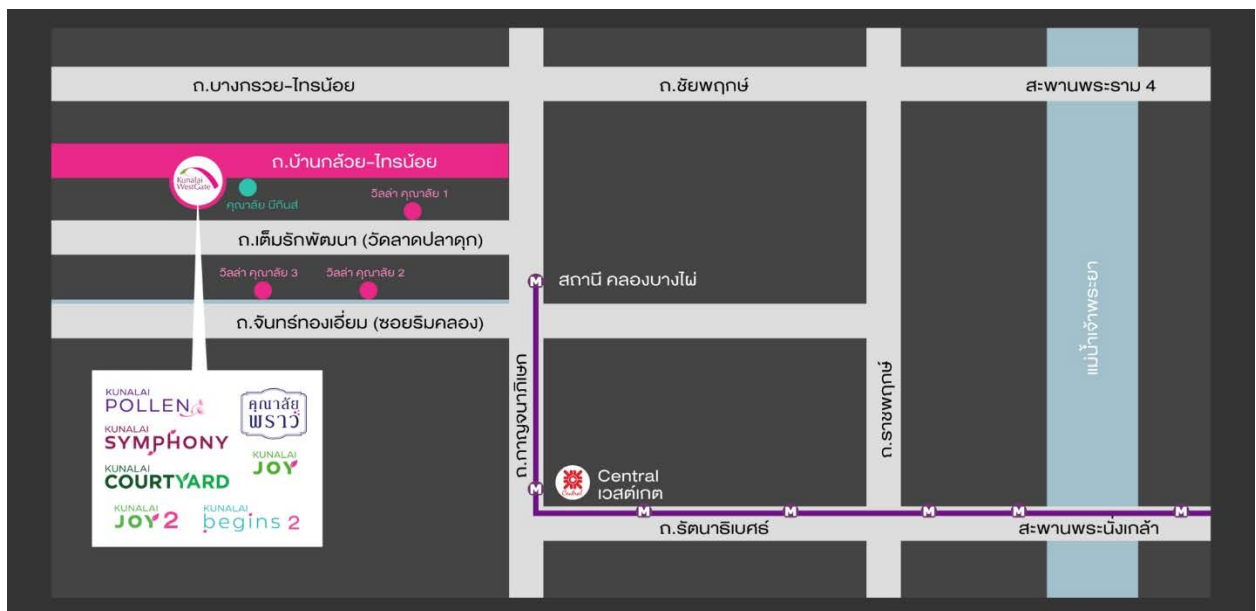 ถ.บางกรวย-ไทรน้อย
ถ.ชัยพฤกษ์
สะพานพระราม 4
ถ.บ้านกล้วย-ไทรน้อย
Kunalai
WestGate
คุณาลัย บีกินส์
วิลล่า คุณาลัย 1
ถ.เต็มรักพัฒนา (วัดลาดปลาดุก)
วิลล่า คุณาลัย 3
วิลล่า คุณาลัย 2
M
สถานี คลองบางไผ่
ถ.จันทร์ทองเอี่ยม (ซอยริมคลอง)
แม่น้ำเจ้าพระยา
ถ.กาญจนาภิเษก
ถ.ราชพฤกษ์
KUNALAI
POLLEN
คุณาลัย
พราว
KUNALAI
SYMPHONY
KUNALAI
JOY
KUNALAI
COURTYARD
KUNALAI
JOY 2
KUNALAI
begins 2
Central
Central
เวสต์เกต
M
M
M
M
M
M
ถ.รัตนาธิเบศธ์
สะพานพระนั่งเกล้า